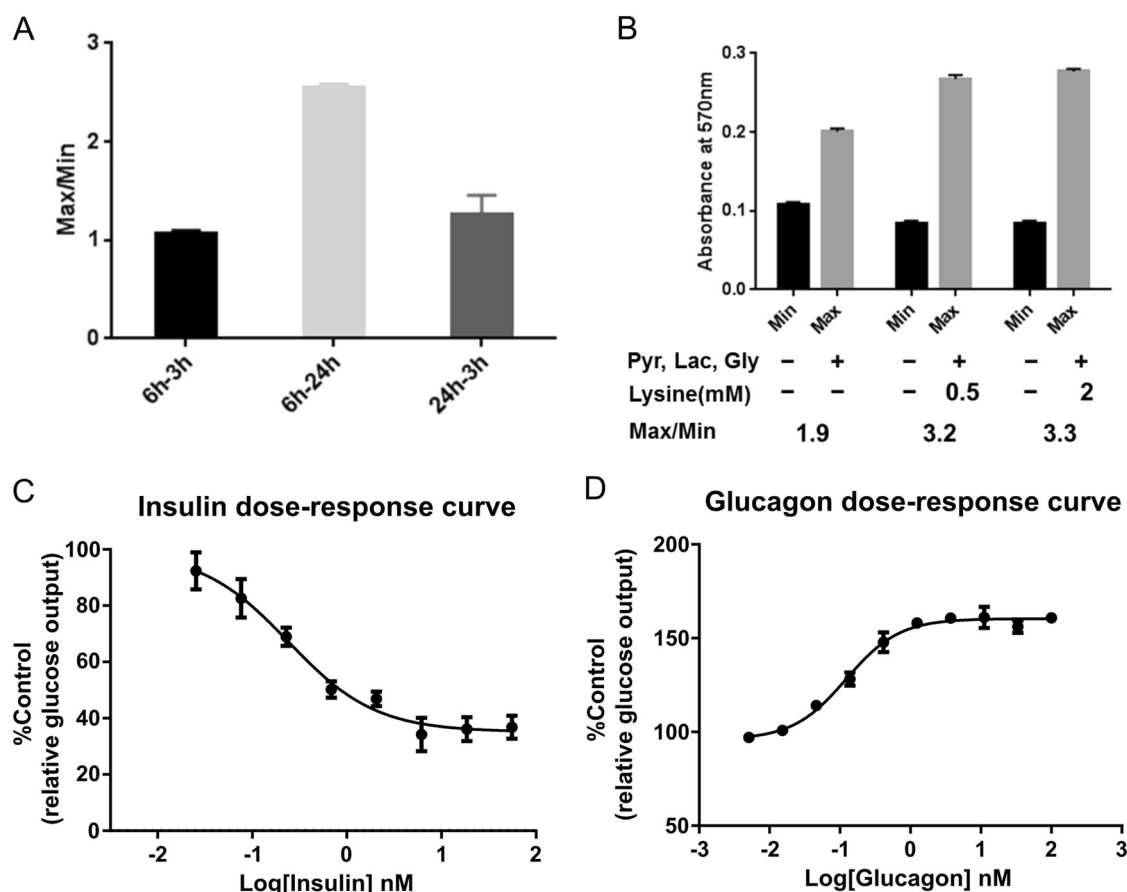 A
3
2
1
0
Max/Min
6h-3h
6h-24h
24h-3h
B
0.3
0.2
0.1
0.0
Absorbance at 570nm
Min Max Min Max Min Max
Pyr, Lac, Gly – + – + – +
Lysine(mM) – – – 0.5 – 2
Max/Min 1.9 3.2 3.3
C
Insulin dose-response curve
100
80
60
40
20
0
%Control
(relative glucose output)
-2 -1 0 1 2
Log[Insulin] nM
D
Glucagon dose-response curve
200
150
100
50
%Control
(relative glucose output)
-3 -2 -1 0 1 2 3
Log[Glucagon] nM